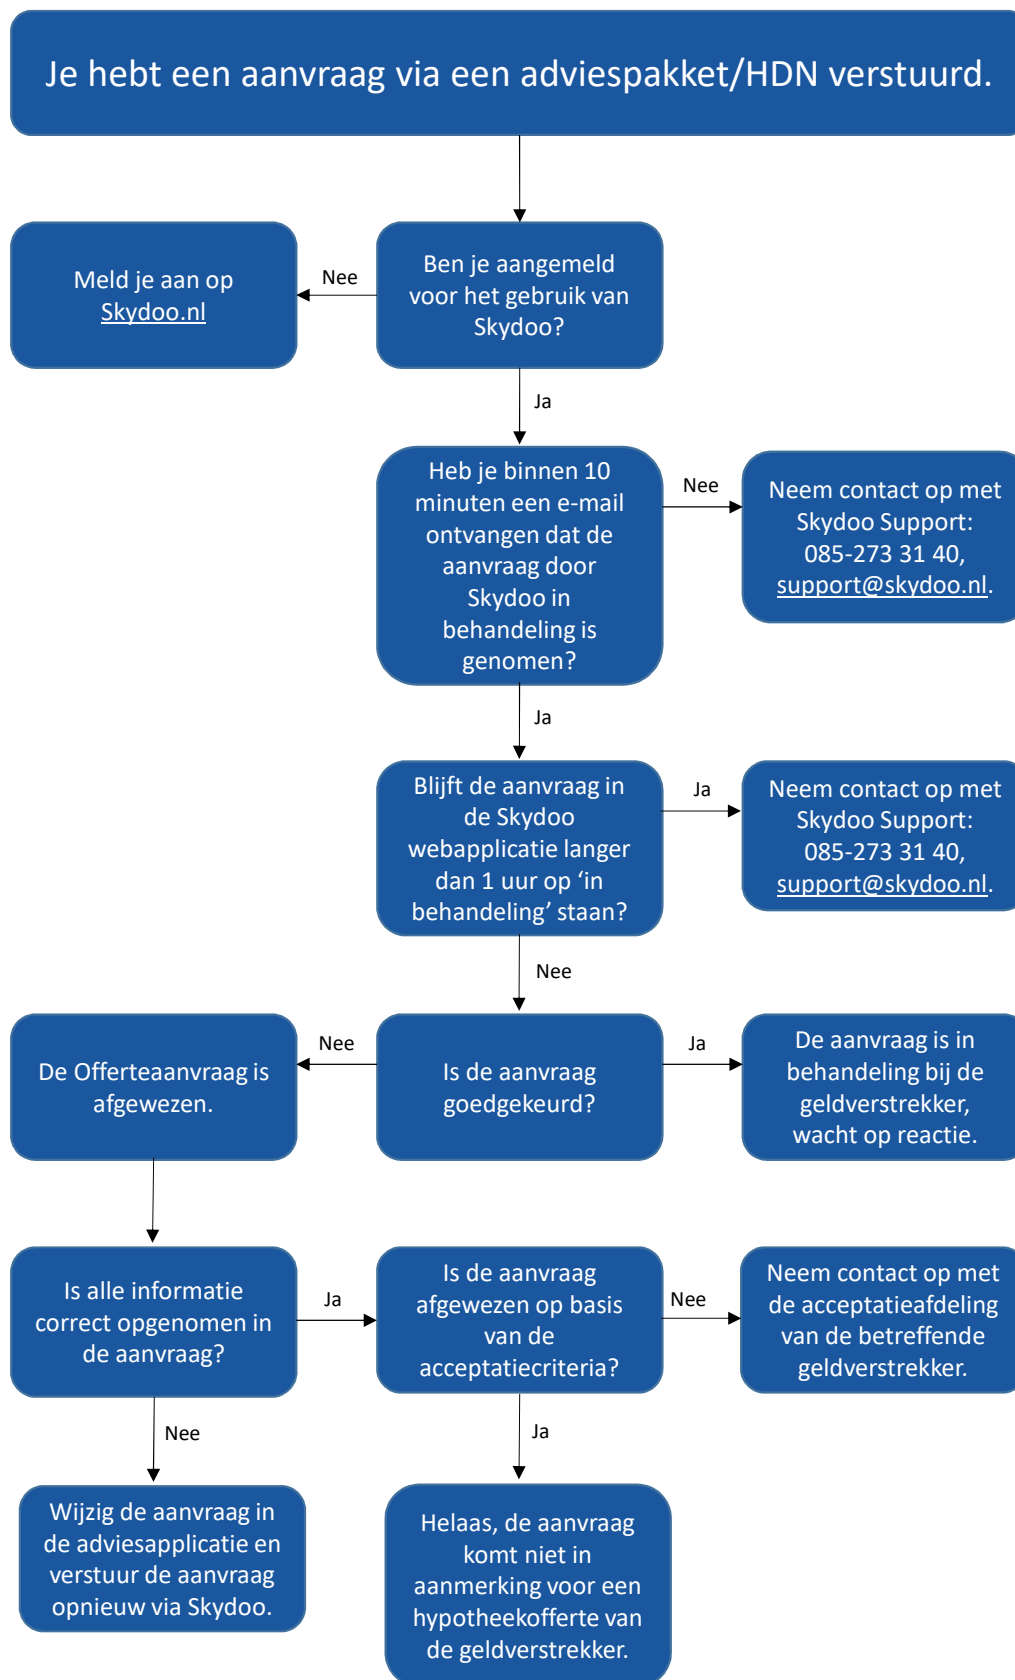 Je hebt een aanvraag via een adviespakket/HDN verstuurd.
Meld je aan op
Skydoo.nl
Nee
Ben je aangemeld
voor het gebruik van
Skydoo?
Ja
Heb je binnen 10
minuten een e-mail
ontvangen dat de
aanvraag door
Skydoo in
behandeling is
genomen?
Nee
Neem contact op met
Skydoo Support:
085-273 31 40,
support@skydoo.nl.
Ja
Blijft de aanvraag in
de Skydoo
webapplicatie langer
dan 1 uur op ‘in
behandeling’ staan?
Ja
Neem contact op met
Skydoo Support:
085-273 31 40,
support@skydoo.nl.
Nee
De Offerteaanvraag is
afgewezen.
Nee
Is de aanvraag
goedgekeurd?
Ja
De aanvraag is in
behandeling bij de
geldverstrekker,
wacht op reactie.
Is alle informatie
correct opgenomen in
de aanvraag?
Ja
Is de aanvraag
afgewezen op basis
van de
acceptatiecriteria?
Nee
Neem contact op met
de acceptatieafdeling
van de betreffende
geldverstrekker.
Nee
Ja
Wijzig de aanvraag in
de adviesapplicatie en
verstuur de aanvraag
opnieuw via Skydoo.
Helaas, de aanvraag
komt niet in
aanmerking voor een
hypotheekofferte van
de geldverstrekker.